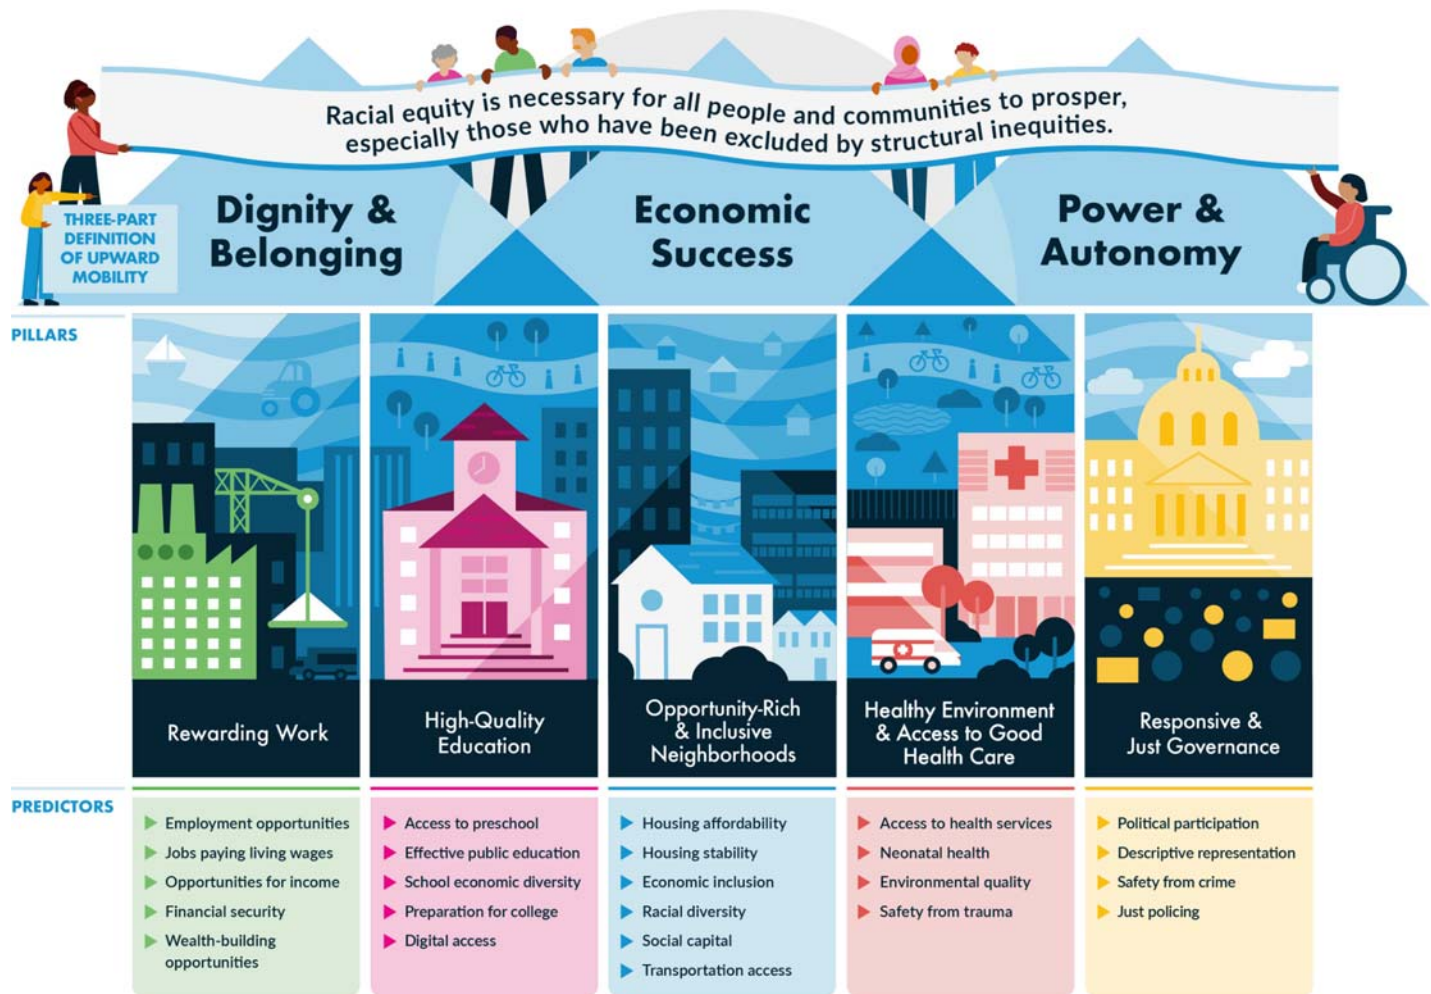 Racial equity is necessary for all people and communities to prosper,
especially those who have been excluded by structural inequities.
THREE-PART
DEFINITION
OF UPWARD
MOBILITY
Dignity &
Belonging
Economic
Success
Power &
Autonomy
PILLARS
Rewarding Work
High-Quality
Education
Opportunity-Rich
& Inclusive
Neighborhoods
Healthy Environment
& Access to Good
Health Care
Responsive &
Just Governance
PREDICTORS
Employment opportunities
Jobs paying living wages
Opportunities for income
Financial security
Wealth-building
opportunities
Access to preschool
Effective public education
School economic diversity
Preparation for college
Digital access
Housing affordability
Housing stability
Economic inclusion
Racial diversity
Social capital
Transportation access
Access to health services
Neonatal health
Environmental quality
Safety from trauma
Political participation
Descriptive representation
Safety from crime
Just policing